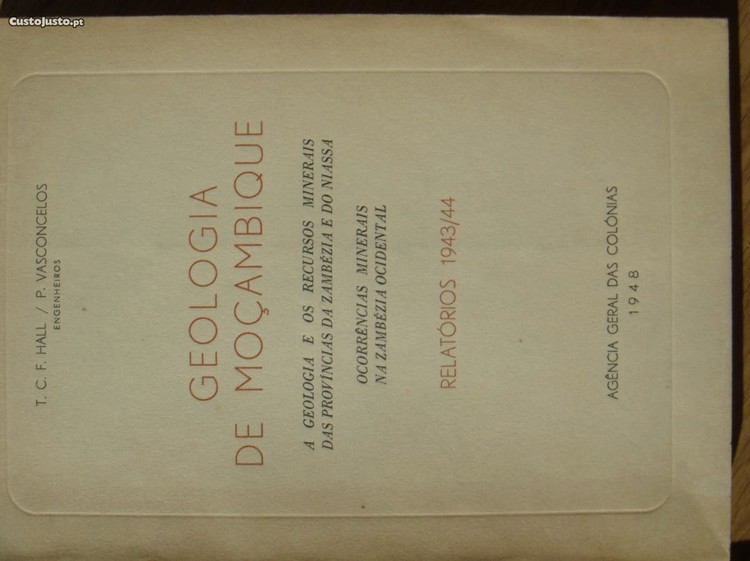 CustoJusto.pt
T. C. F. HALL / P. VASCONCELOS
ENGENHEIROS
GEOLOGIA
DE MOÇAMBIQUE
A GEOLOGIA E OS RECURSOS MINERAIS
DAS PROVÍNCIAS DA ZAMBÉZIA E DO NIASSA
OCORRÊNCIAS MINERAIS
NA ZAMBÉZIA OCIDENTAL
RELATÓRIOS 1943/44
AGÊNCIA GERAL DAS COLÓNIAS
1948